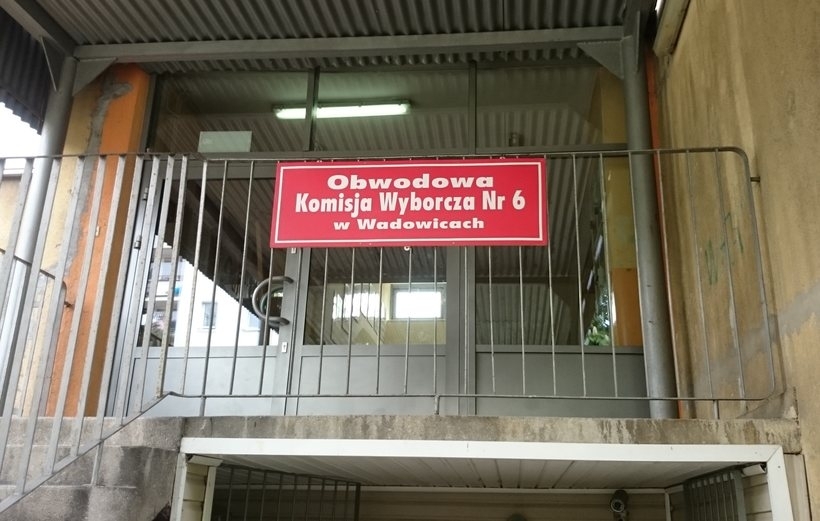 Obwodowa
Komisja Wyborcza Nr 6
w Wadowicach